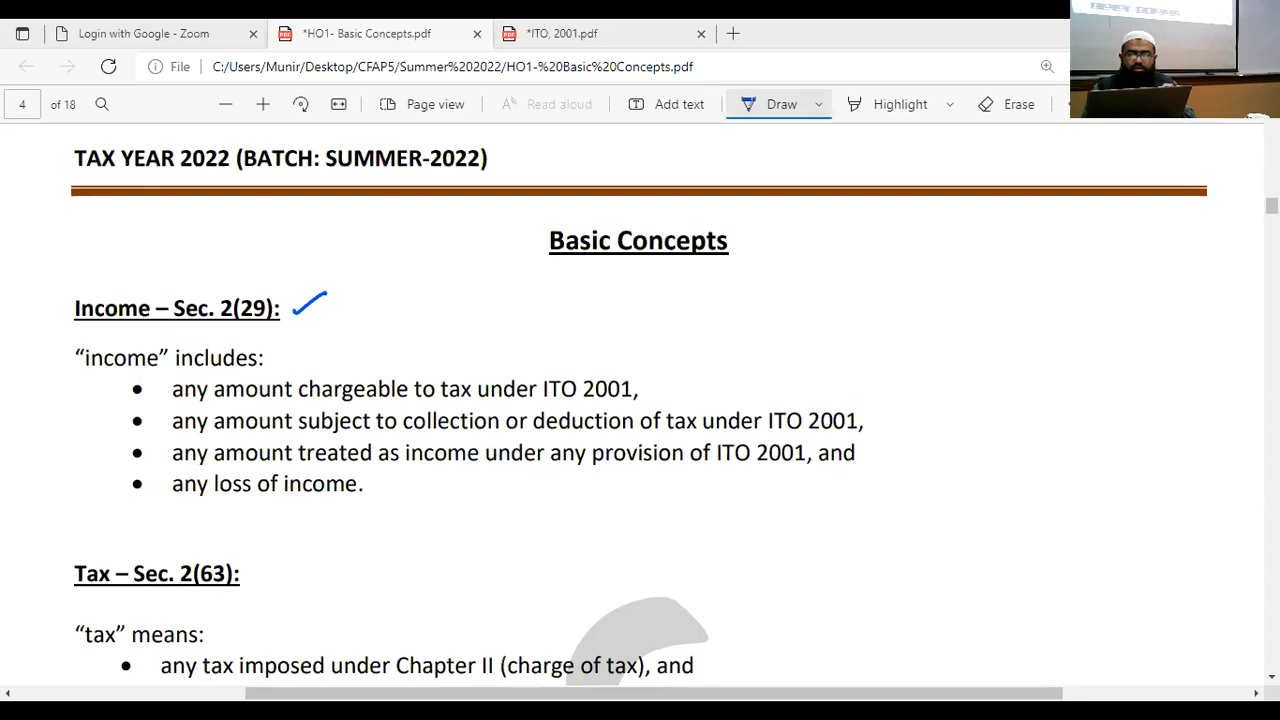 Login with Google - Zoom
*HO1- Basic Concepts.pdf
*ITO, 2001.pdf
File
C:/Users/Munir/Desktop/CFAP5/Summer%202022/HO1-%20Basic%20Concepts.pdf
4 of 18
Page view
Read aloud
Add text
Draw
Highlight
Erase
TAX YEAR 2022 (BATCH: SUMMER-2022)
Basic Concepts
Income – Sec. 2(29):
“income” includes:
• any amount chargeable to tax under ITO 2001,
• any amount subject to collection or deduction of tax under ITO 2001,
• any amount treated as income under any provision of ITO 2001, and
• any loss of income.
Tax – Sec. 2(63):
“tax” means:
• any tax imposed under Chapter II (charge of tax), and